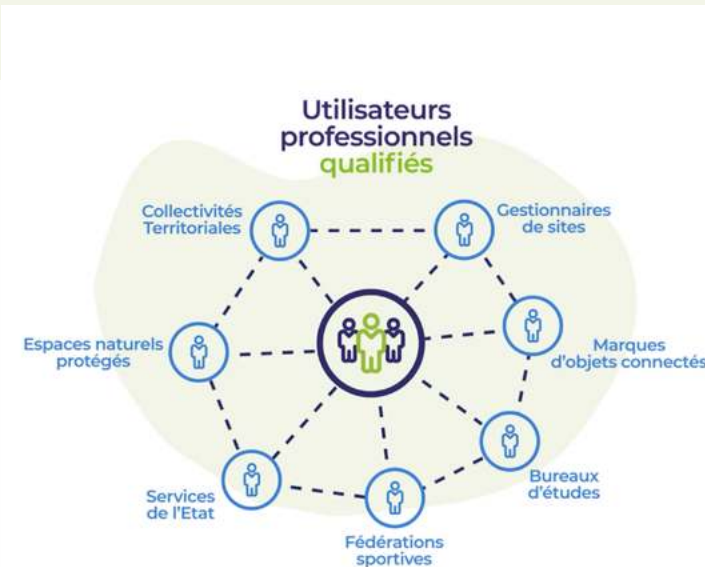 Utilisateurs
professionnels
qualifiés
Collectivités
Territoriales
Gestionnaires
de sites
Espaces naturels
protégés
Marques
d'objets connectés
Services
de l'Etat
Bureaux
d'études
Fédérations
sportives